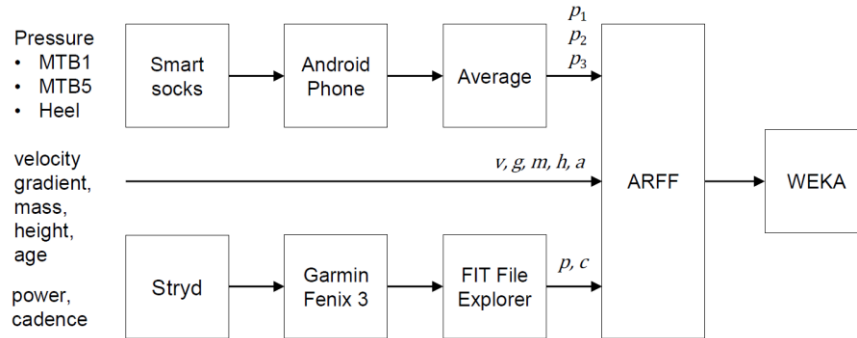 Pressure
• MTB1
• MTB5
• Heel
Smart
socks
Android
Phone
Average
p₁
p₂
p₃
velocity
gradient,
mass,
height,
age
v, g, m, h, a
ARFF
WEKA
power,
cadence
Stryd
Garmin
Fenix 3
FIT File
Explorer
p, c